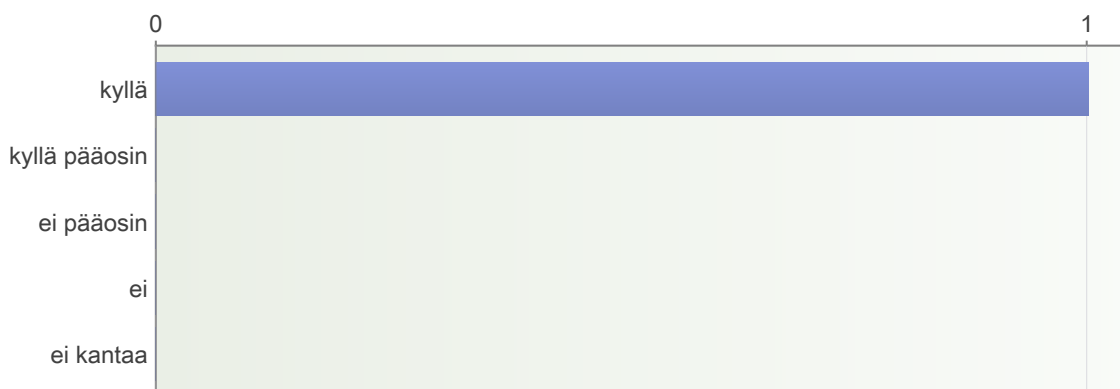 0 1
kyllä
kyllä pääosin
ei pääosin
ei
ei kantaa